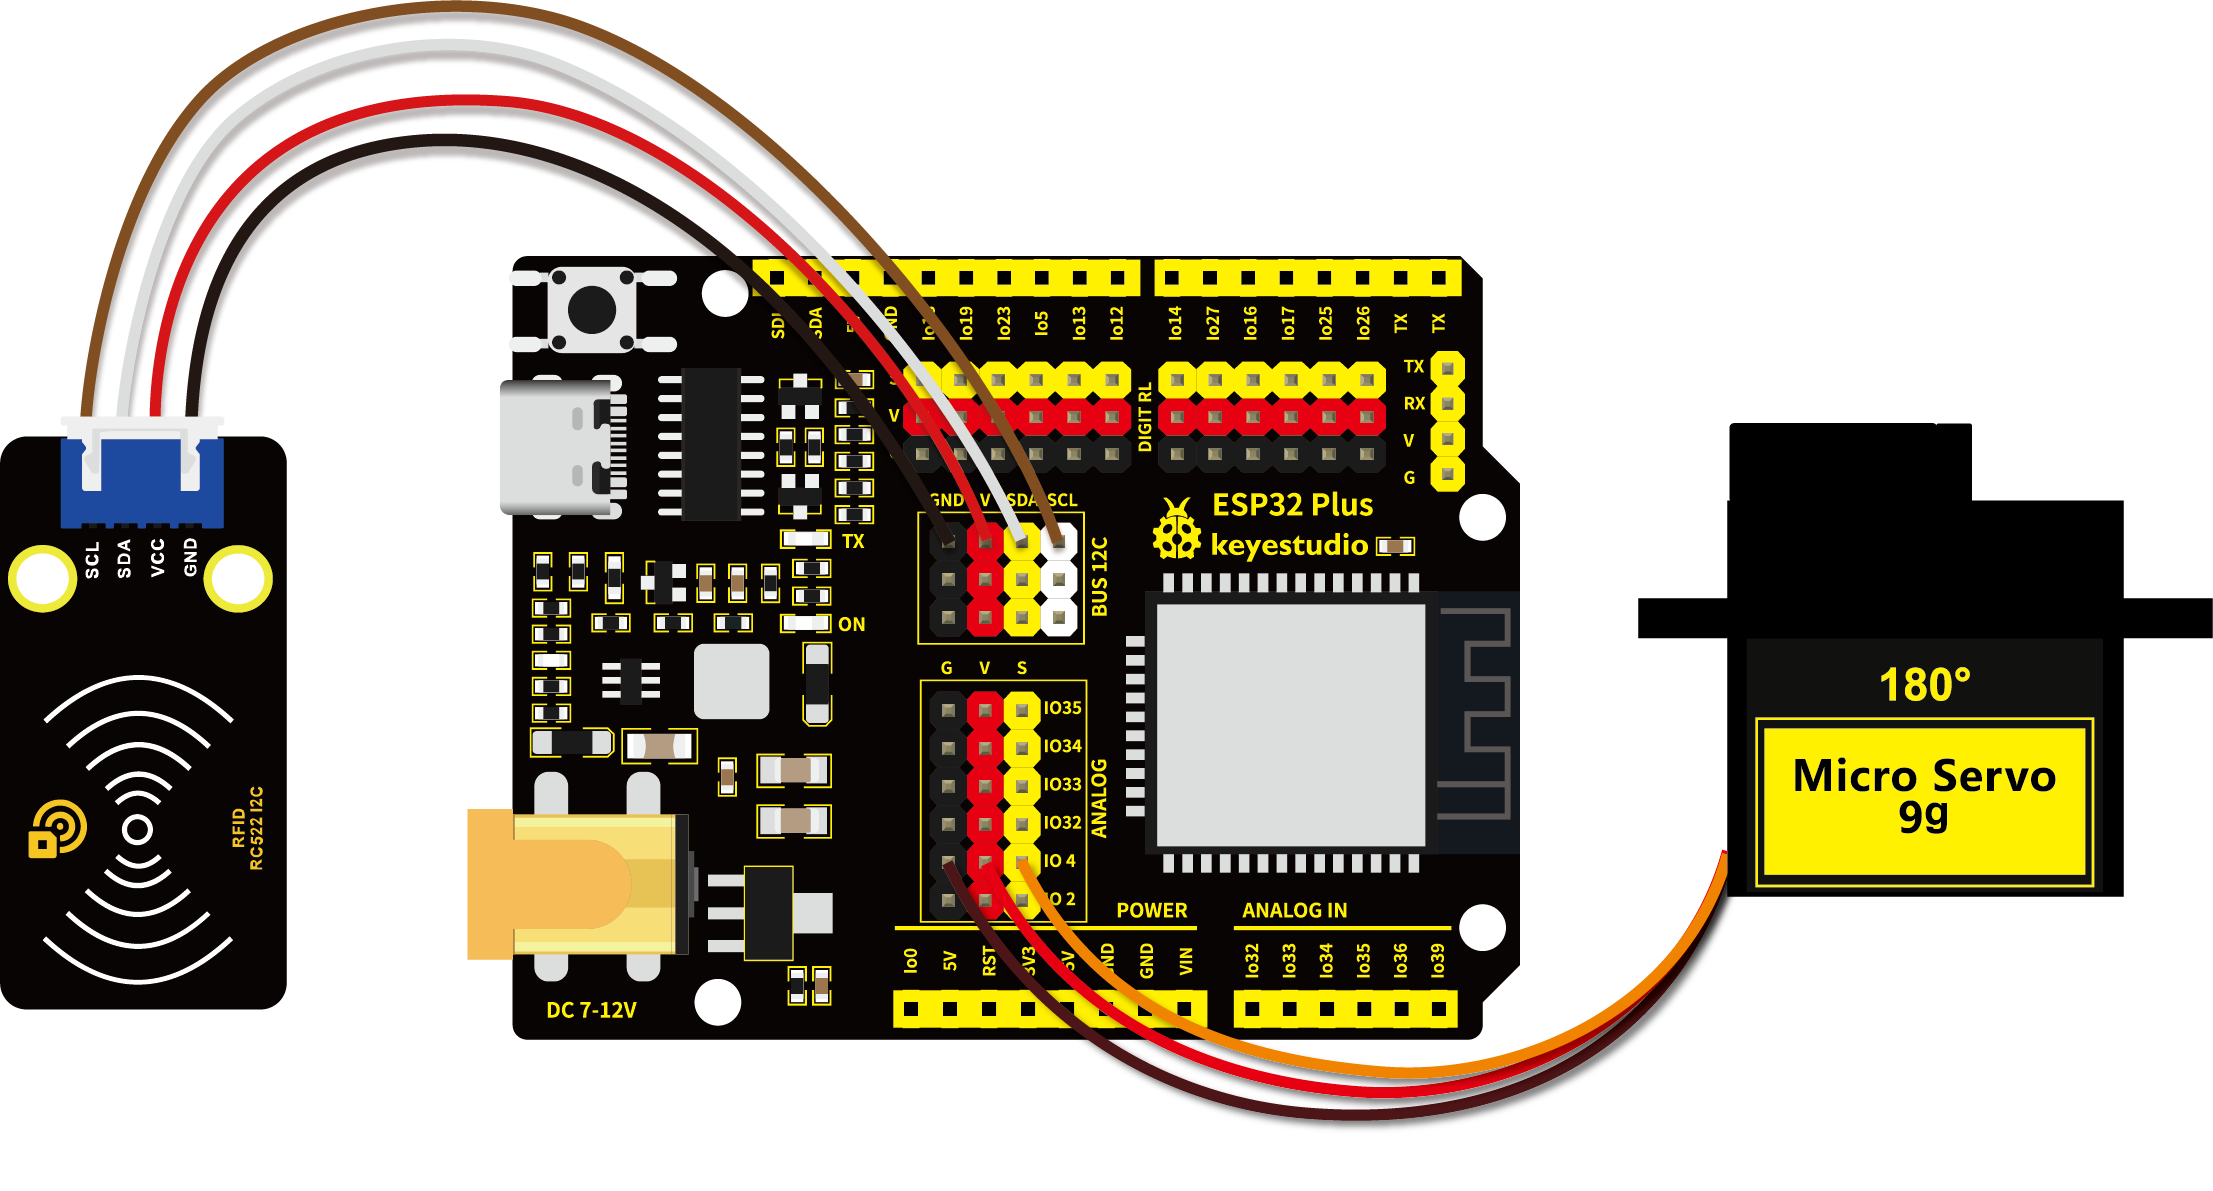 SCL
SDA
VCC
GND
RFID
RC522 I2C
SDA
Io19
Io23
Io5
Io13
Io12
Io14
Io27
Io16
Io17
Io25
Io26
TX
TX
V
DIGIT RL
TX
RX
V
G
GND
V
SDA
SCL
BUS 12C
ESP32 Plus
keyestudio
TX
ON
G
V
S
IO35
IO34
IO33
IO32
IO 4
IO 2
ANALOG
POWER
ANALOG IN
Io0
5V
RST
3V3
5V
GND
GND
VIN
Io32
Io33
Io34
Io35
Io36
Io39
DC 7-12V
180°
Micro Servo
9g